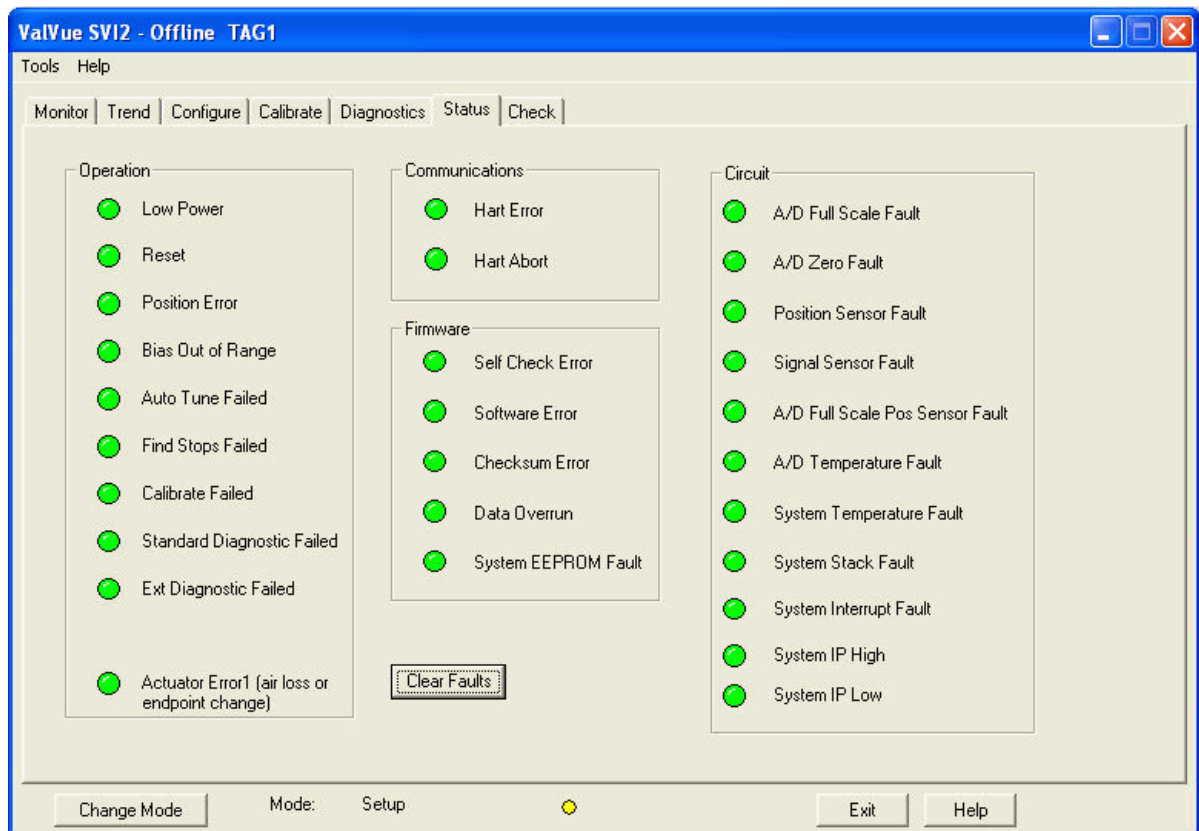 ValVue SVI2 - Offline TAG1
Tools Help
Monitor Trend Configure Calibrate Diagnostics Status Check
Operation
Low Power
Reset
Position Error
Bias Out of Range
Auto Tune Failed
Find Stops Failed
Calibrate Failed
Standard Diagnostic Failed
Ext Diagnostic Failed
Actuator Error1 (air loss or
endpoint change)
Communications
Hart Error
Hart Abort
Firmware
Self Check Error
Software Error
Checksum Error
Data Overrun
System EEPROM Fault
Clear Faults
Circuit
A/D Full Scale Fault
A/D Zero Fault
Position Sensor Fault
Signal Sensor Fault
A/D Full Scale Pos Sensor Fault
A/D Temperature Fault
System Temperature Fault
System Stack Fault
System Interrupt Fault
System IP High
System IP Low
Change Mode Mode: Setup Exit Help